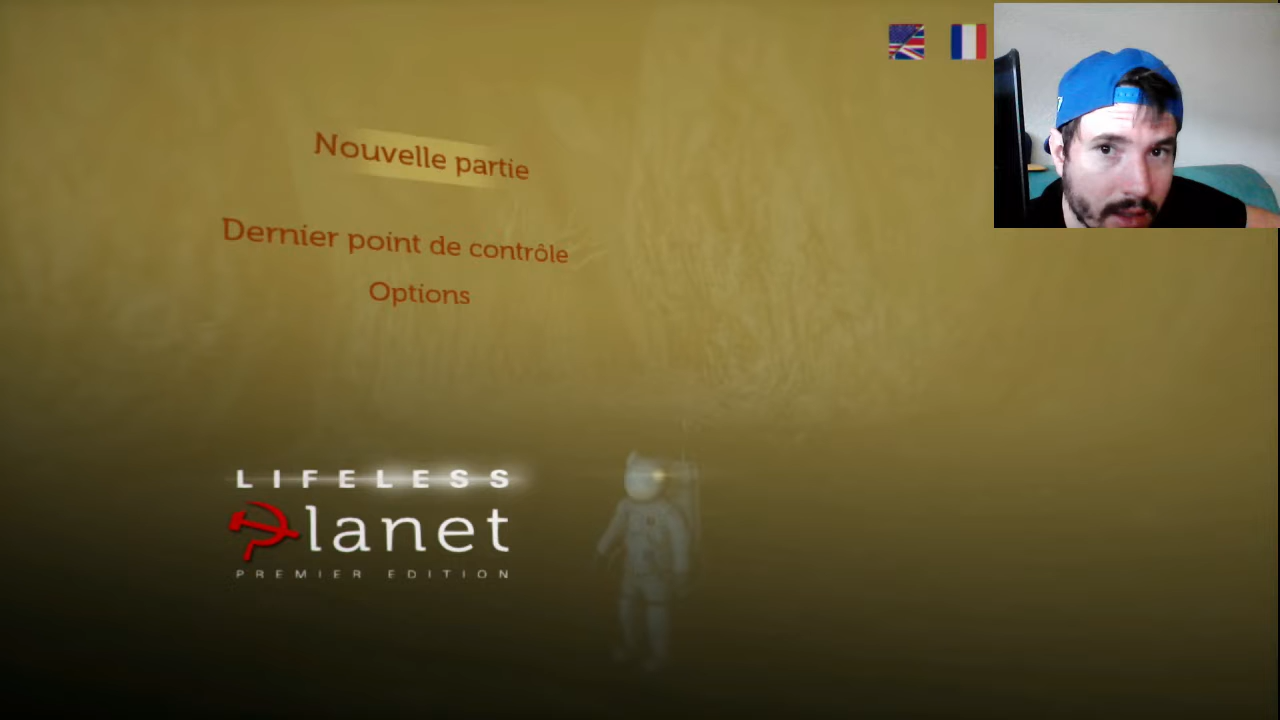 Nouvelle partie
Dernier point de contrôle
Options
LIFELESS
Planet
PREMIER EDITION